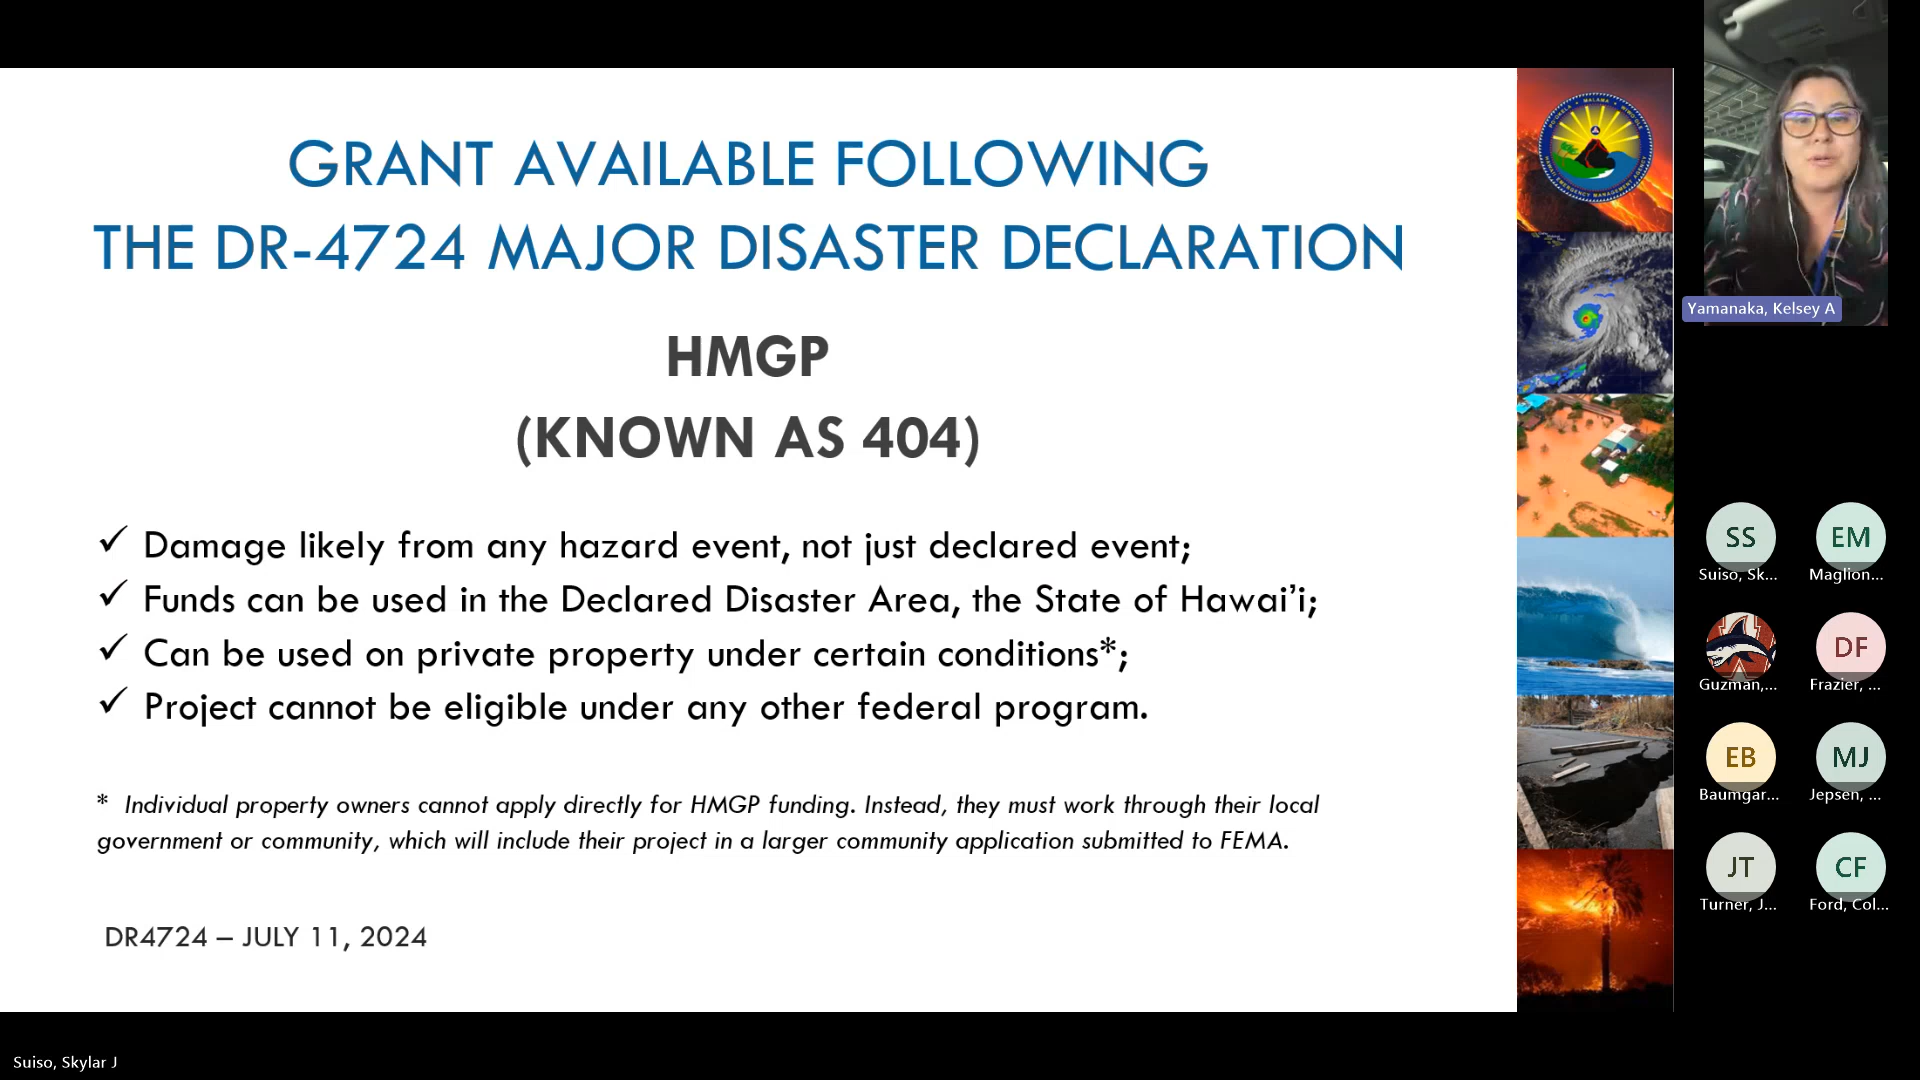 GRANT AVAILABLE FOLLOWING
THE DR-4724 MAJOR DISASTER DECLARATION
HMGP
(KNOWN AS 404)
✓ Damage likely from any hazard event, not just declared event;
✓ Funds can be used in the Declared Disaster Area, the State of Hawai’i;
✓ Can be used on private property under certain conditions*;
✓ Project cannot be eligible under any other federal program.
* Individual property owners cannot apply directly for HMGP funding. Instead, they must work through their local
government or community, which will include their project in a larger community application submitted to FEMA.
DR4724 – JULY 11, 2024
Yamanaka, Kelsey A
SS
Suiso, Sk...
EM
Maglion...
Guzman,...
DF
Frazier, ...
EB
Baumgar...
MJ
Jepsen, ...
JT
Turner, J...
CF
Ford, Col...
Suiso, Skylar J